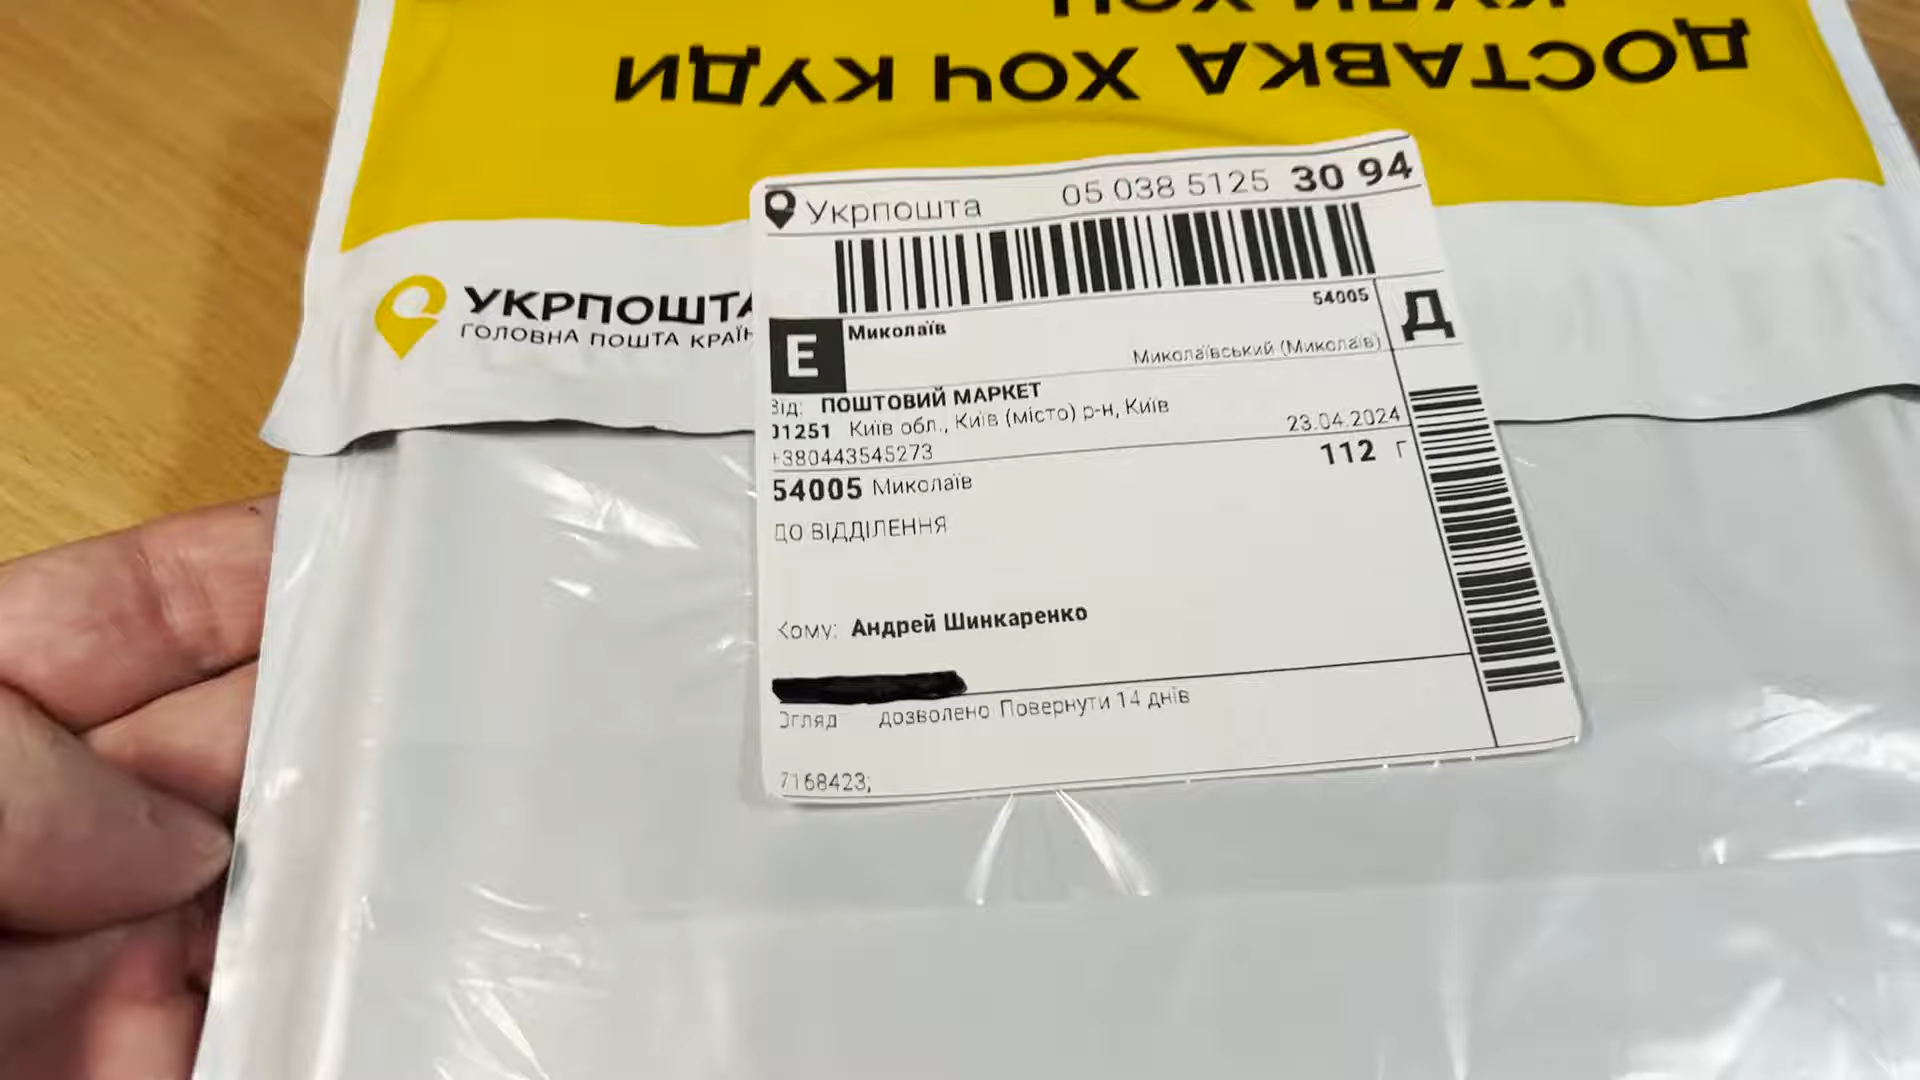 ДОСТАВКА ХОЧ КУДИ
УКРПОШТА
ГОЛОВНА ПОШТА
Укрпошта 05 038 5125 30 94
54005
Д
Е Миколаїв
Миколаївський (Миколаїв)
Від: ПОШТОВИЙ МАРКЕТ
01251 Київ обл., Київ (місто) р-н, Київ
23.04.2024
+380443545273
112 г
54005 Миколаїв
ДО ВІДДІЛЕННЯ
Кому: Андрей Шинкаренко
Огляд дозволено Повернути 14 днів
7168423;